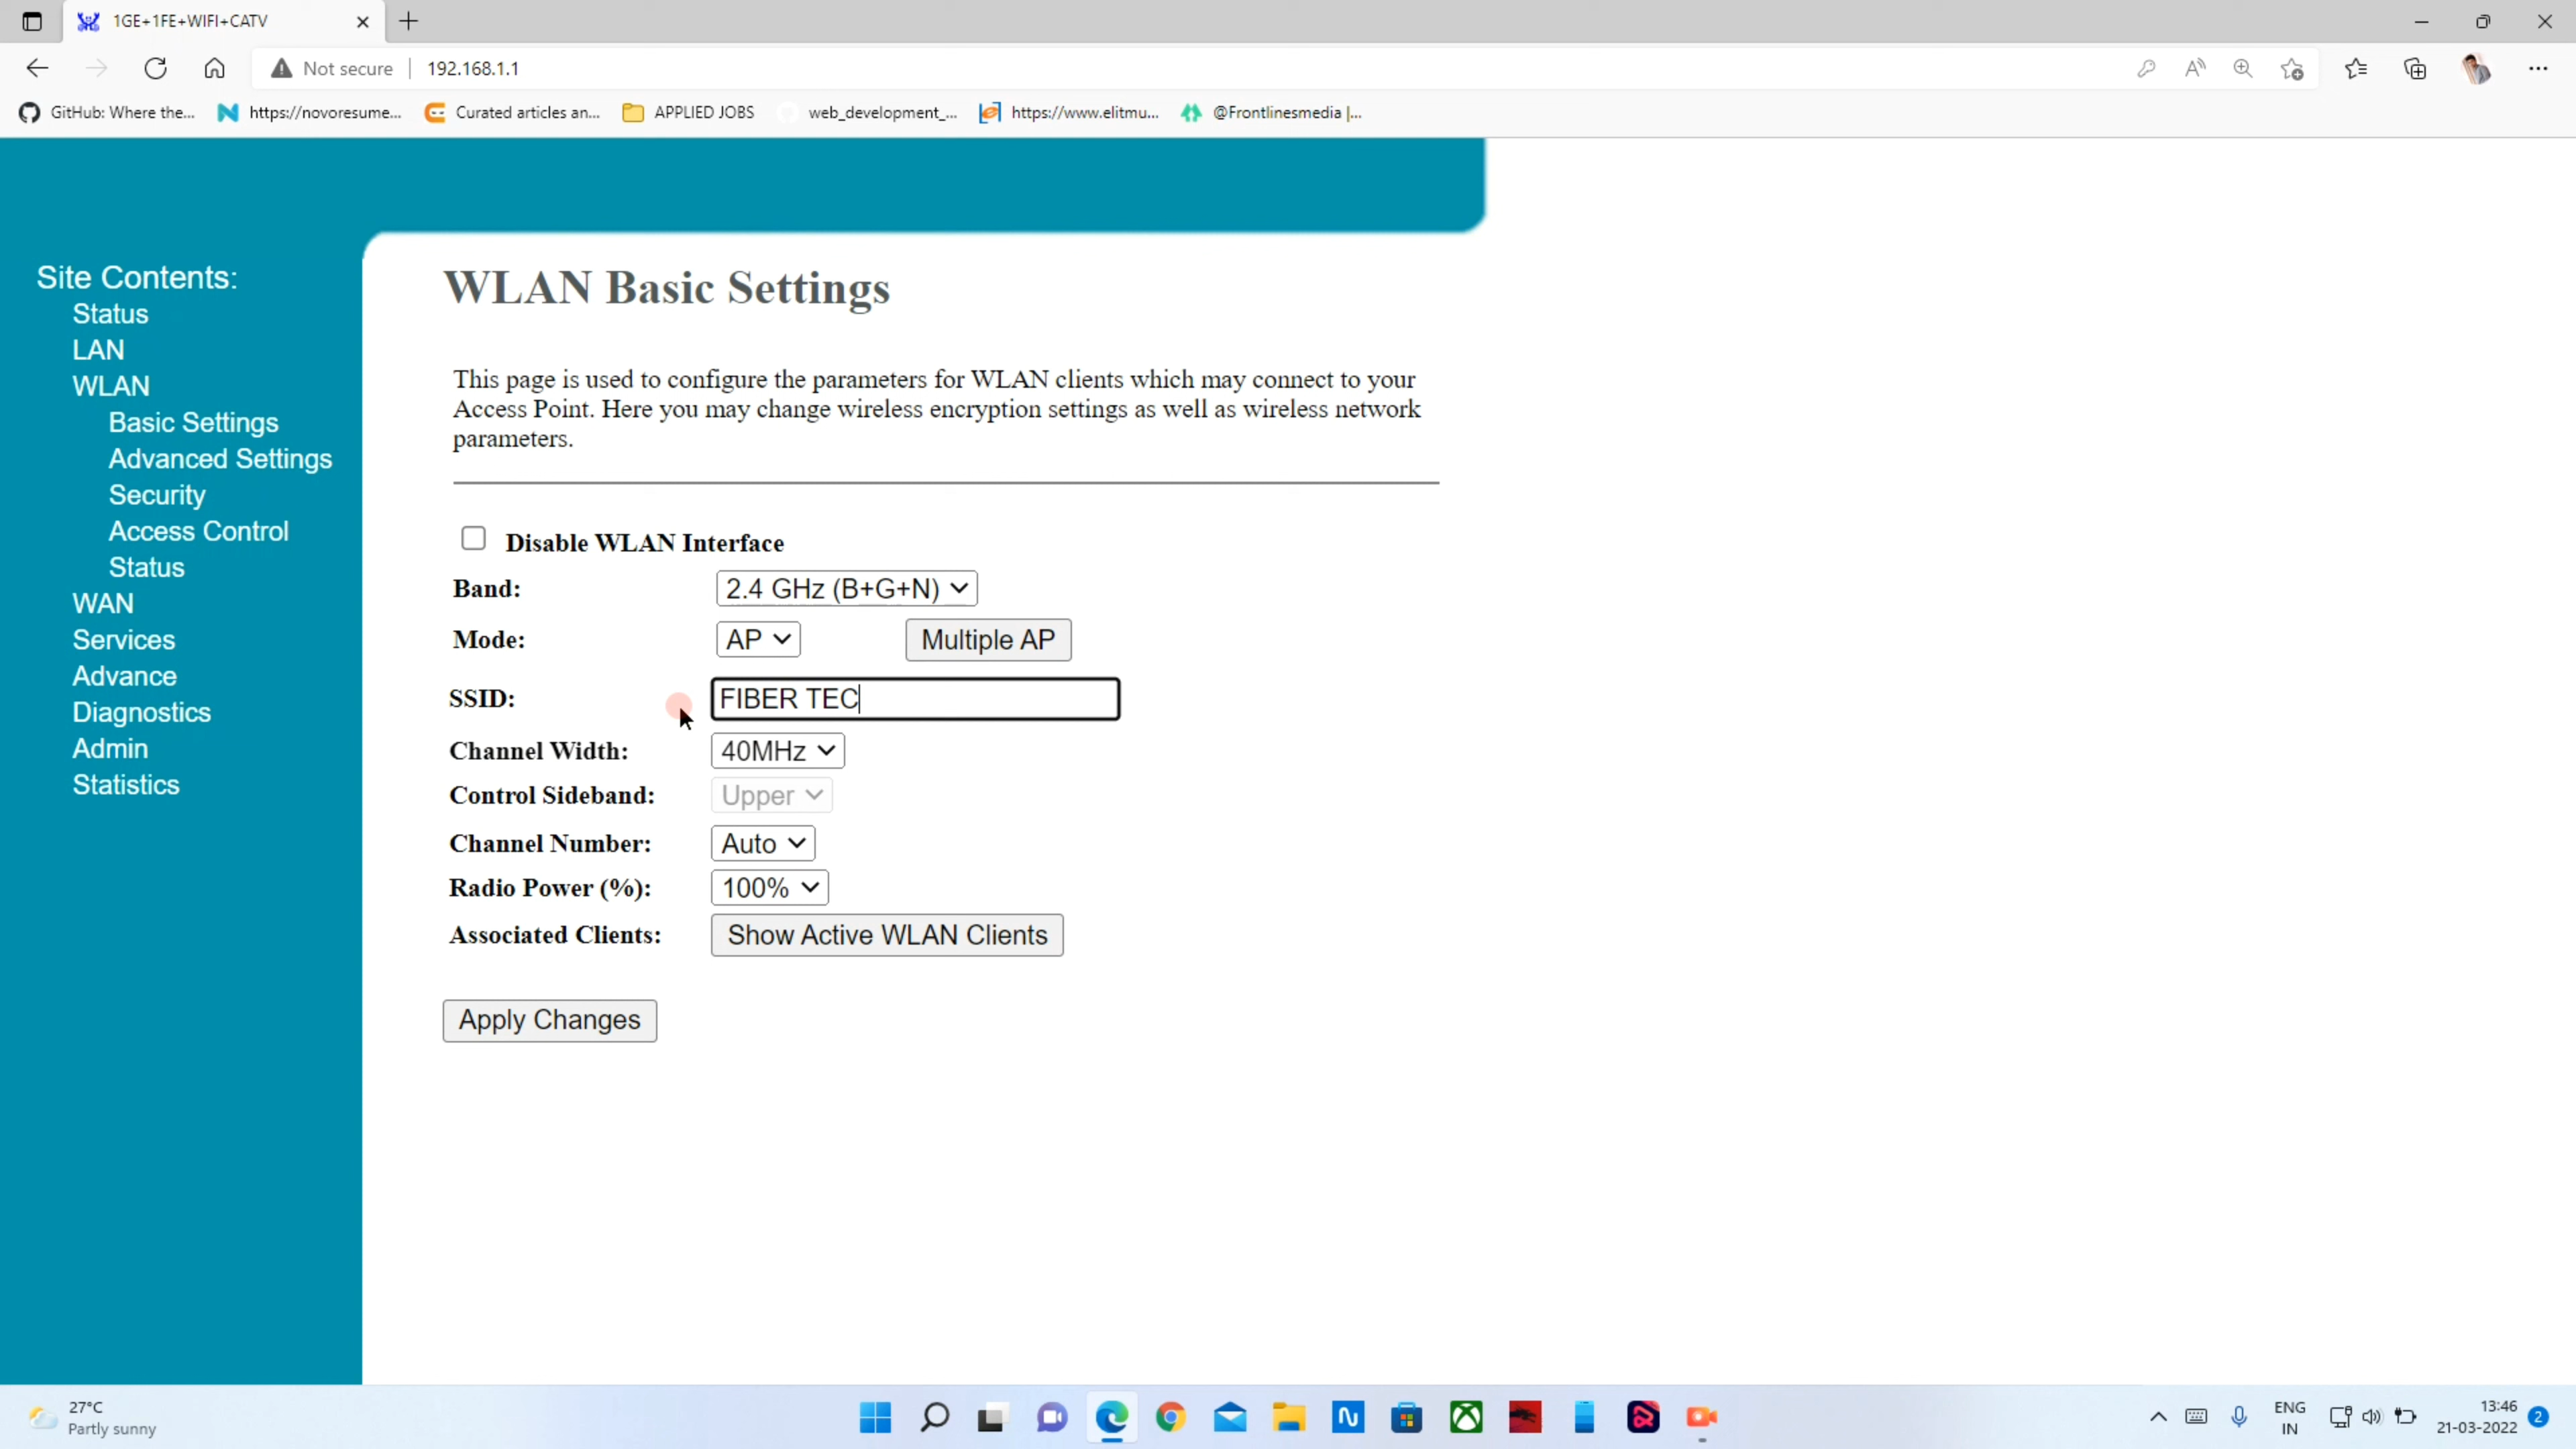 1GE+1FE+WIFI+CATV
Not secure 192.168.1.1
GitHub: Where the... https://novoresume... Curated articles an... APPLIED JOBS web_development_... https://www.elitmu... @Frontlinesmedia |...
Site Contents:
Status
LAN
WLAN
Basic Settings
Advanced Settings
Security
Access Control
Status
WAN
Services
Advance
Diagnostics
Admin
Statistics
WLAN Basic Settings
This page is used to configure the parameters for WLAN clients which may connect to your
Access Point. Here you may change wireless encryption settings as well as wireless network
parameters.
Disable WLAN Interface
Band: 2.4 GHz (B+G+N)
Mode: AP Multiple AP
SSID: FIBER TEC
Channel Width: 40MHz
Control Sideband: Upper
Channel Number: Auto
Radio Power (%): 100%
Associated Clients: Show Active WLAN Clients
Apply Changes
27°C
Partly sunny
ENG
IN
13:46
21-03-2022
2